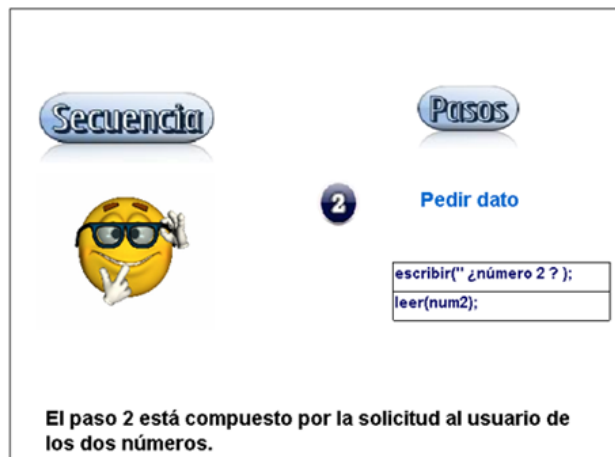 Secuencia
Pasos
2
Pedir dato
escribir(" ¿número 2 ? );
leer(num2);
El paso 2 está compuesto por la solicitud al usuario de
los dos números.